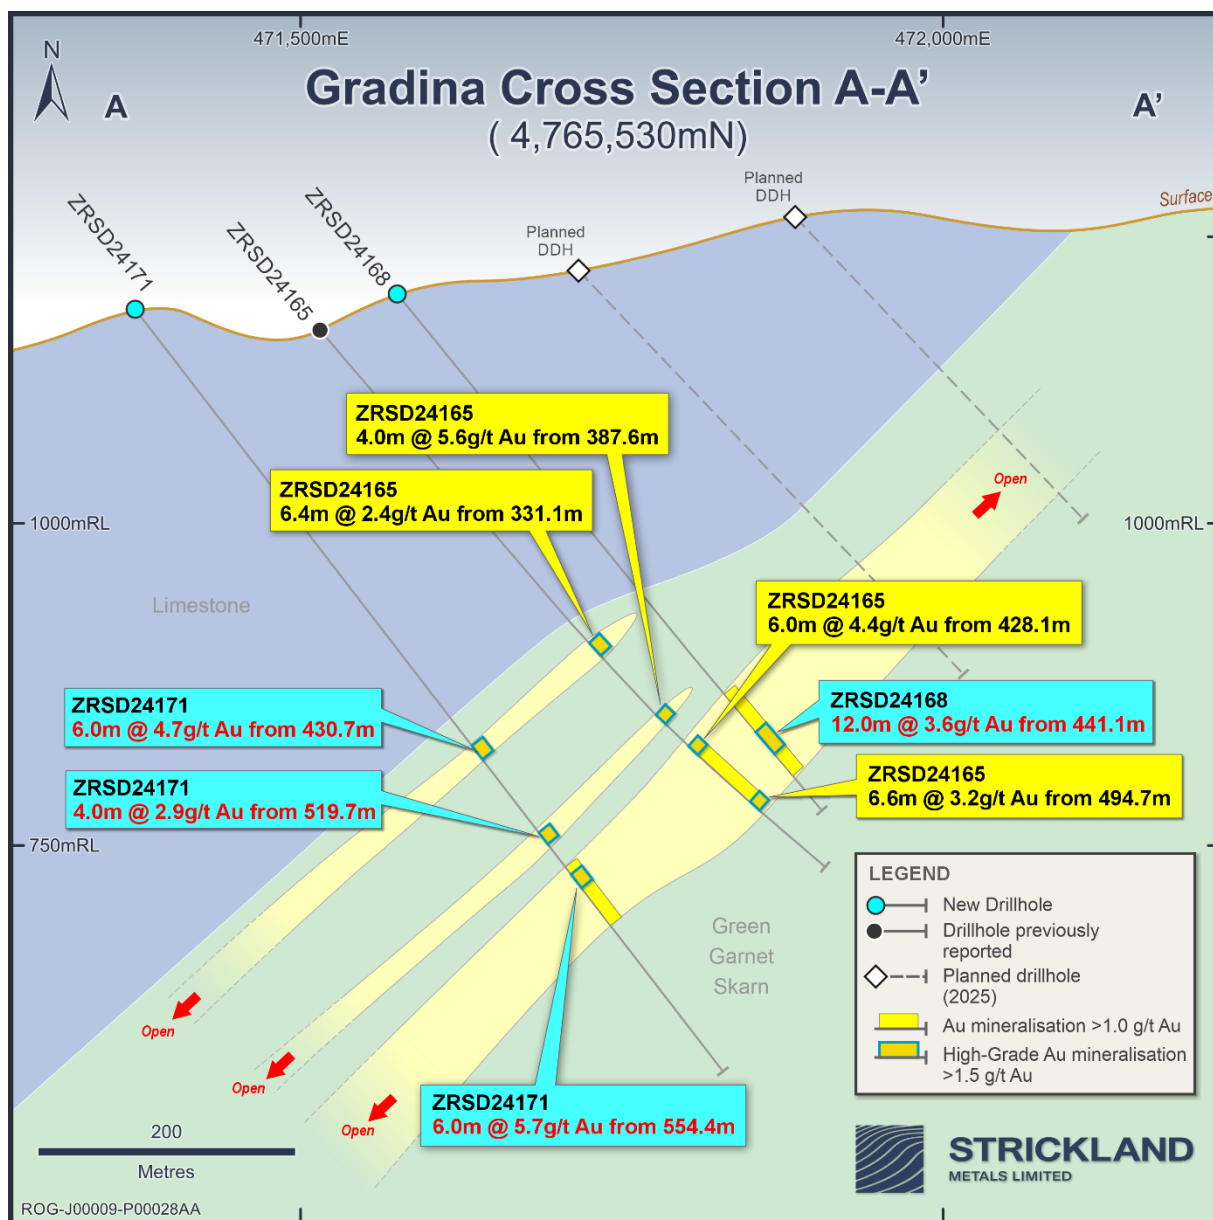 471,500mE
472,000mE
N
A
Gradina Cross Section A-A’
A’
( 4,765,530mN)
Planned
DDH
Surface
ZRSD24171
ZRSD24165
ZRSD24168
Planned
DDH
ZRSD24165
4.0m @ 5.6g/t Au from 387.6m
ZRSD24165
6.4m @ 2.4g/t Au from 331.1m
Open
1000mRL
1000mRL
Limestone
ZRSD24165
6.0m @ 4.4g/t Au from 428.1m
ZRSD24171
6.0m @ 4.7g/t Au from 430.7m
ZRSD24168
12.0m @ 3.6g/t Au from 441.1m
ZRSD24171
4.0m @ 2.9g/t Au from 519.7m
ZRSD24165
6.6m @ 3.2g/t Au from 494.7m
750mRL
Green
Garnet
Skarn
LEGEND
New Drillhole
Drillhole previously
reported
Planned drillhole
(2025)
Au mineralisation >1.0 g/t Au
High-Grade Au mineralisation
>1.5 g/t Au
Open
Open
Open
ZRSD24171
6.0m @ 5.7g/t Au from 554.4m
200
Metres
STRICKLAND
METALS LIMITED
ROG-J00009-P00028AA